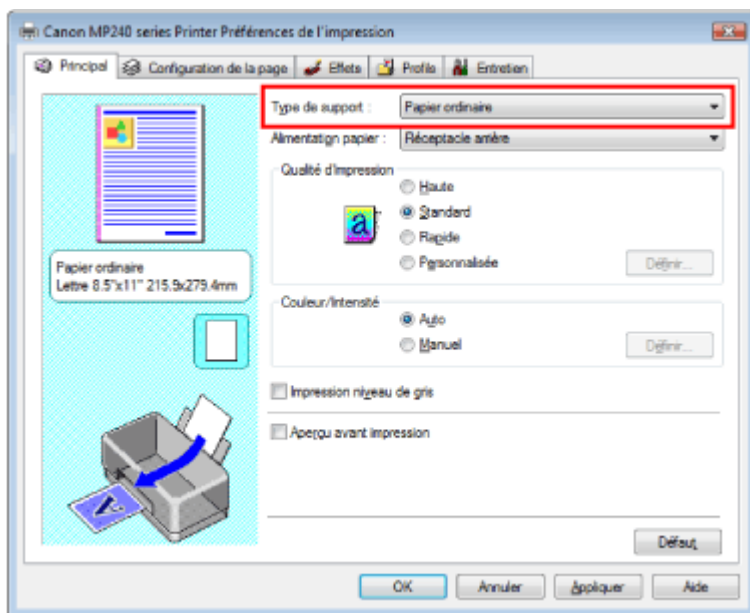 Canon MP240 series Printer Préférences de l'impression
Principal Configuration de la page Effets Profils Entretien
Type de support : Papier ordinaire
Alimentation papier : Réceptacle arrière
Qualité d'impression
Haute
Standard
Rapide
Personnalisée Définir...
Papier ordinaire
Lettre 8.5"x11" 215.9x279.4mm
Couleur/Intensité
Auto
Manuel Définir...
Impression niveau de gris
Aperçu avant impression
Défaut
OK Annuler Appliquer Aide